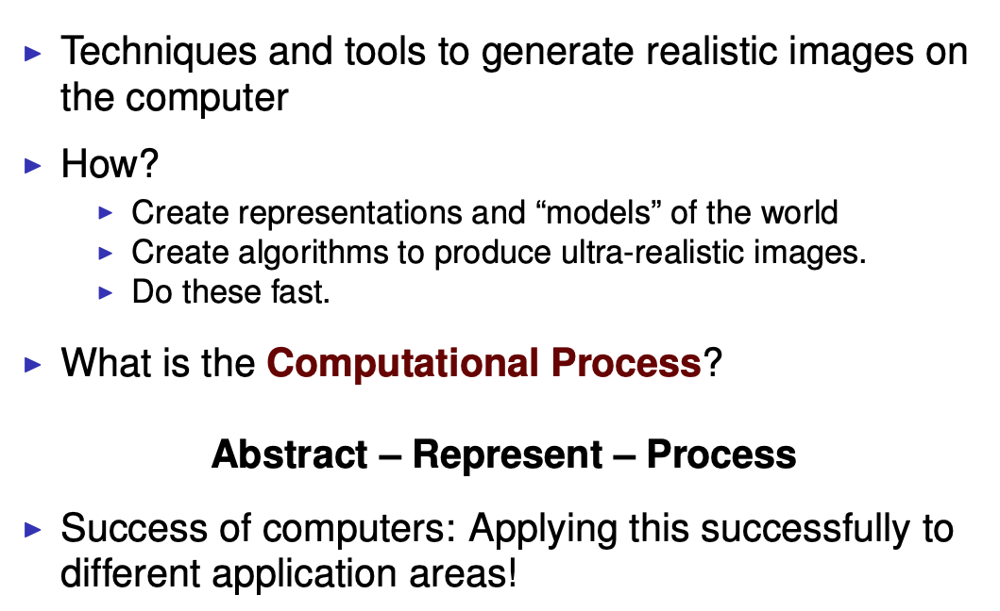 ▶ Techniques and tools to generate realistic images on
the computer
▶ How?
▶ Create representations and “models” of the world
▶ Create algorithms to produce ultra-realistic images.
▶ Do these fast.
▶ What is the Computational Process?
Abstract – Represent – Process
▶ Success of computers: Applying this successfully to
different application areas!